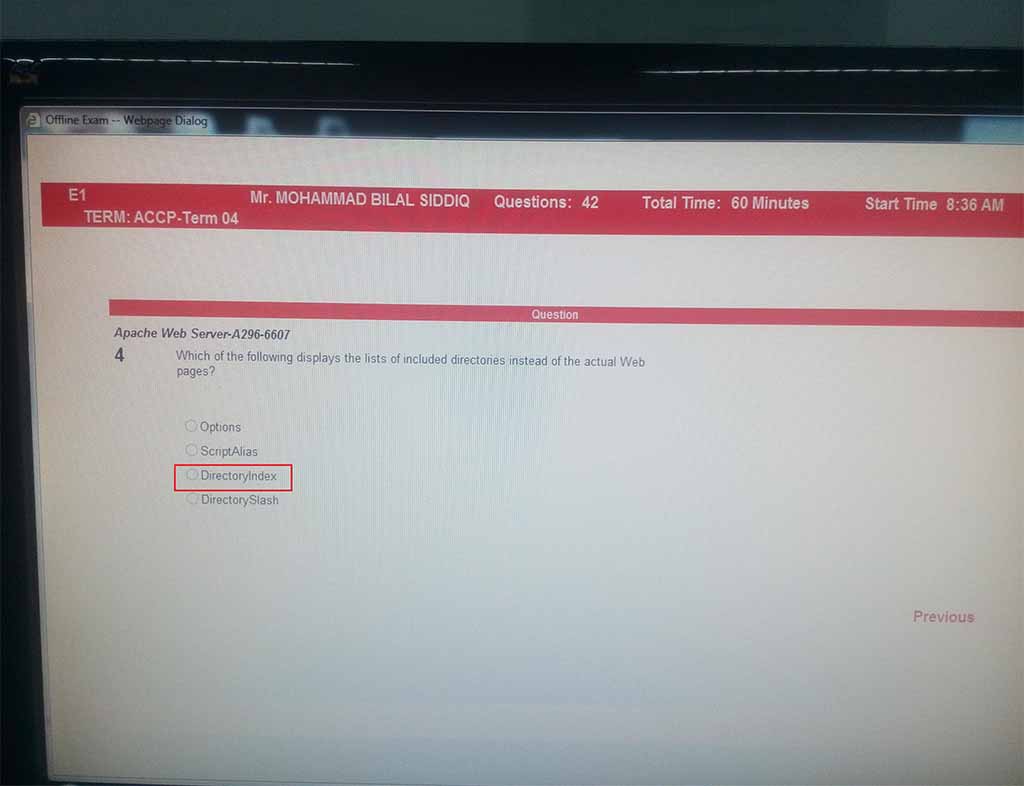 Offline Exam -- Webpage Dialog
E1 Mr. MOHAMMAD BILAL SIDDIQ Questions: 42 Total Time: 60 Minutes Start Time 8:36 AM
TERM: ACCP-Term 04
Question
Apache Web Server-A296-6607
4 Which of the following displays the lists of included directories instead of the actual Web
pages?
Options
ScriptAlias
DirectoryIndex
DirectorySlash
Previous